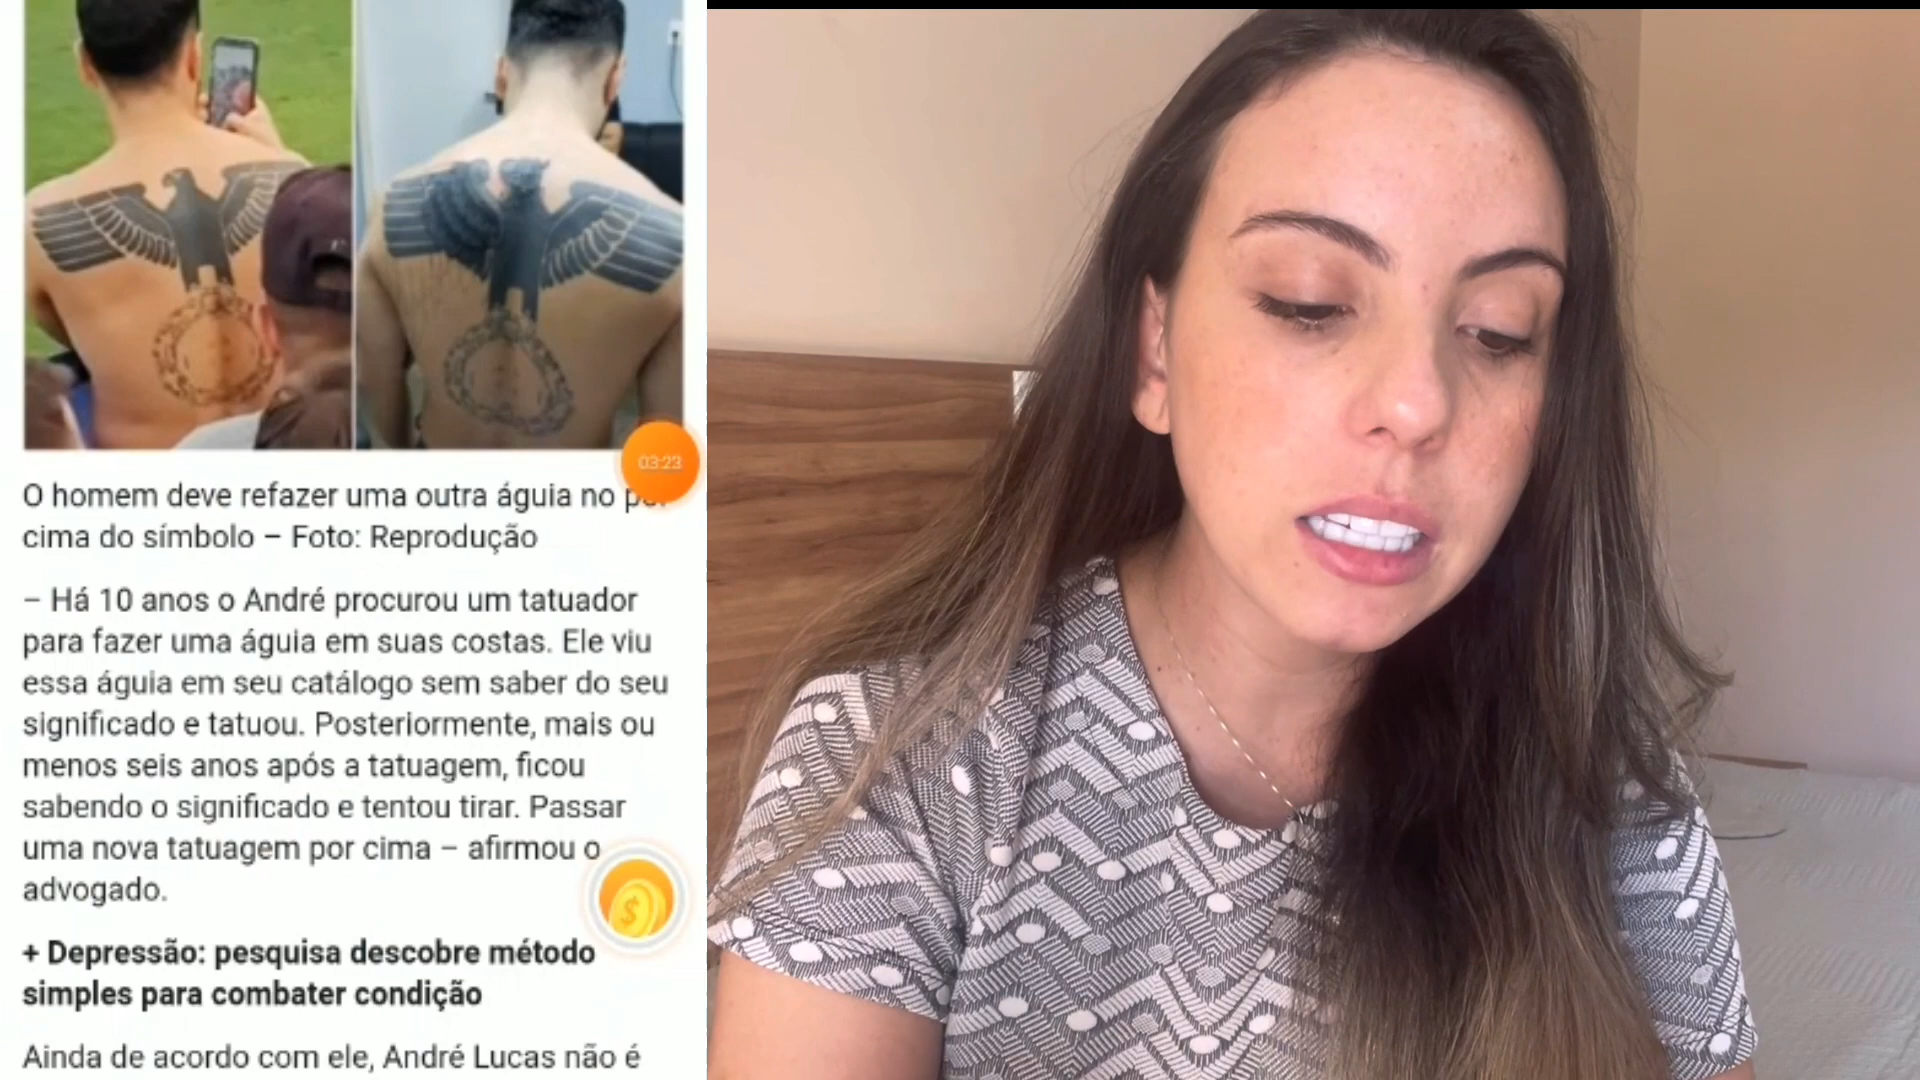 03:23
O homem deve refazer uma outra águia no
cima do símbolo – Foto: Reprodução
– Há 10 anos o André procurou um tatuador
para fazer uma águia em suas costas. Ele viu
essa águia em seu catálogo sem saber do seu
significado e tatuou. Posteriormente, mais ou
menos seis anos após a tatuagem, ficou
sabendo o significado e tentou tirar. Passar
uma nova tatuagem por cima – afirmou o
advogado.
$
+ Depressão: pesquisa descobre método
simples para combater condição
Ainda de acordo com ele, André Lucas não é